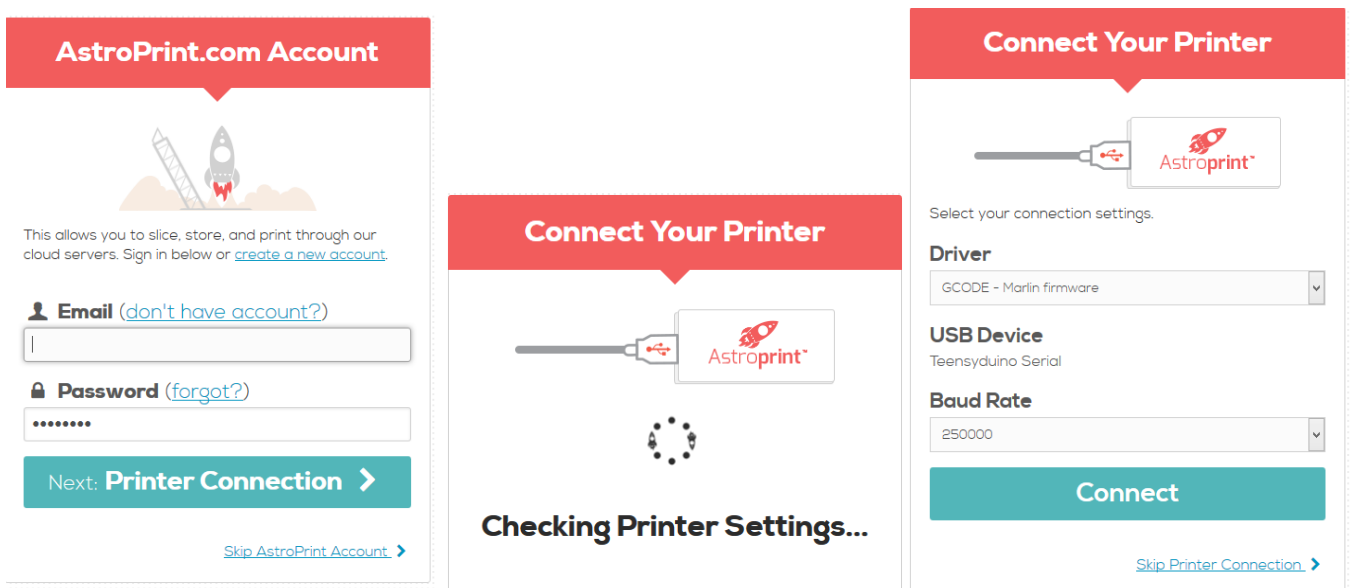 AstroPrint.com Account
This allows you to slice, store, and print through our
cloud servers. Sign in below or create a new account.
Email (don't have account?)
Password (forgot?)
••••••••
Next: Printer Connection
Skip AstroPrint Account
Connect Your Printer
Astroprint™
Checking Printer Settings...
Connect Your Printer
Astroprint™
Select your connection settings.
Driver
GCODE - Marlin firmware
USB Device
Teensyduino Serial
Baud Rate
250000
Connect
Skip Printer Connection